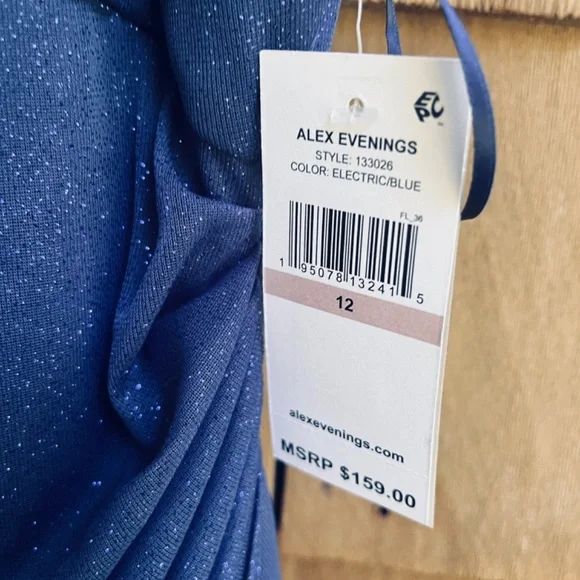 EPC
ALEX EVENINGS
STYLE: 133026
COLOR: ELECTRIC/BLUE
FL_36
1 95078 13241 5
12
alexevenings.com
MSRP $159.00